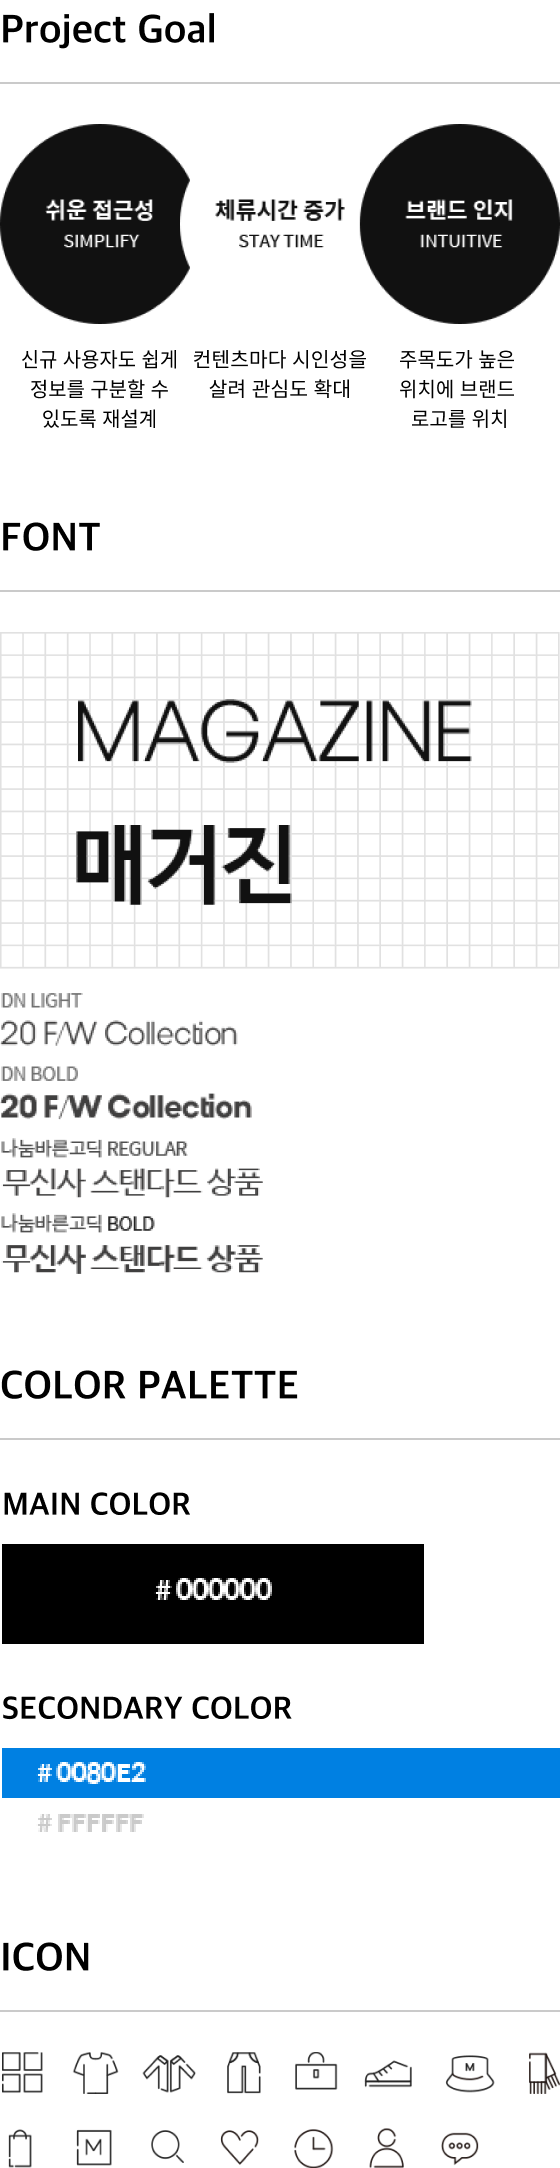 Project Goal
쉬운 접근성
SIMPLIFY
체류시간 증가
STAY TIME
브랜드 인지
INTUITIVE
신규 사용자도 쉽게
정보를 구분할 수
있도록 재설계
컨텐츠마다 시인성을
살려 관심도 확대
주목도가 높은
위치에 브랜드
로고를 위치
FONT
MAGAZINE
매거진
DN LIGHT
20 F/W Collection
DN BOLD
20 F/W Collection
나눔바른고딕 REGULAR
무신사 스탠다드 상품
나눔바른고딕 BOLD
무신사 스탠다드 상품
COLOR PALETTE
MAIN COLOR
# 000000
SECONDARY COLOR
# 0080E2
# FFFFFF
ICON
M
M